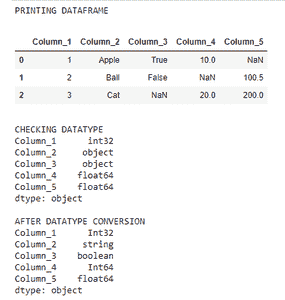 PRINTING DATAFRAME
Column_1 Column_2 Column_3 Column_4 Column_5
0 1 Apple True 10.0 NaN
1 2 Ball False NaN 100.5
2 3 Cat NaN 20.0 200.0
CHECKING DATATYPE
Column_1 int32
Column_2 object
Column_3 object
Column_4 float64
Column_5 float64
dtype: object
AFTER DATATYPE CONVERSION
Column_1 Int32
Column_2 string
Column_3 boolean
Column_4 Int64
Column_5 float64
dtype: object